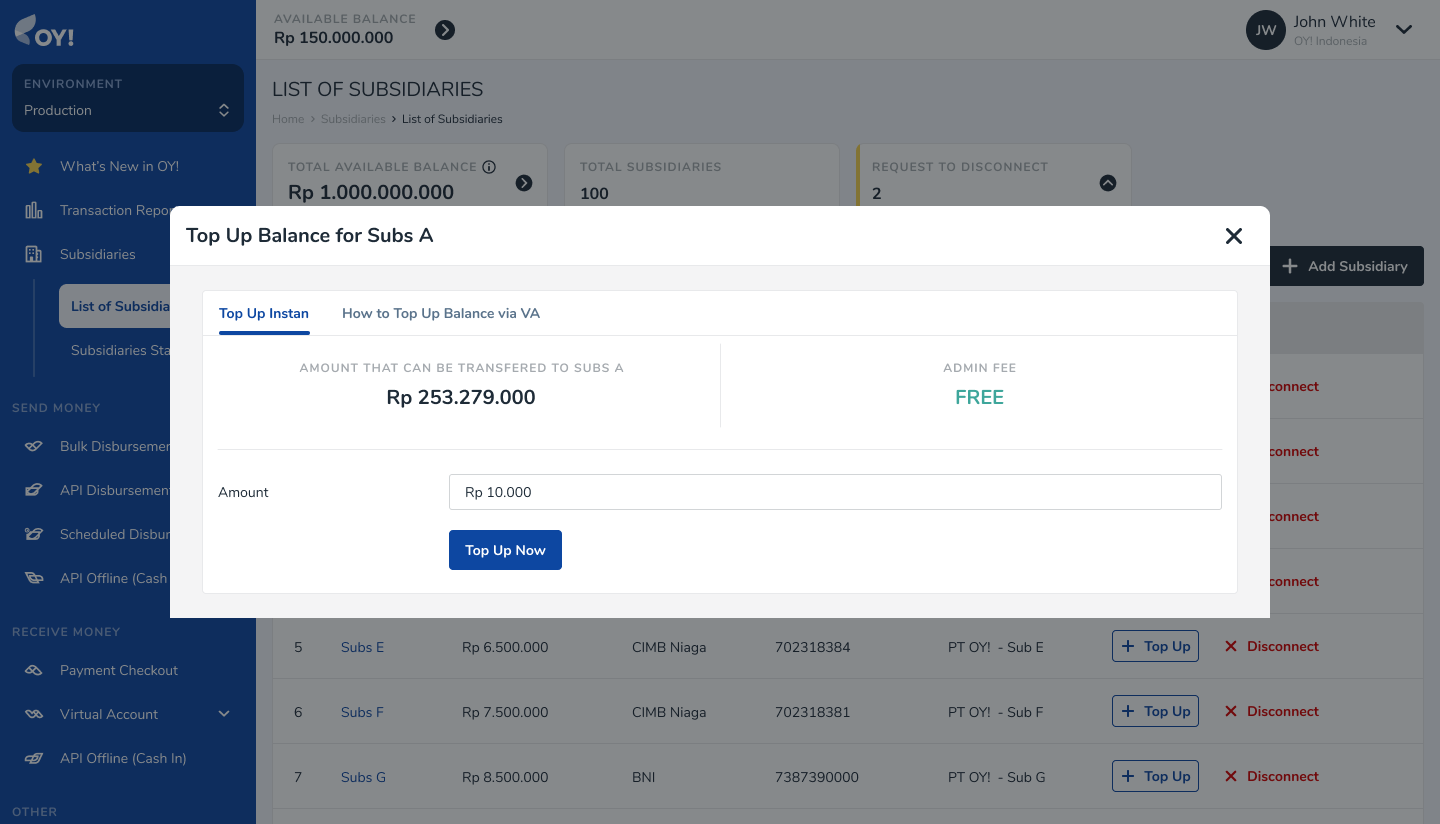 OY!
AVAILABLE BALANCE
Rp 150.000.000
JW
John White
OY! Indonesia
ENVIRONMENT
Production
LIST OF SUBSIDIARIES
Home > Subsidiaries > List of Subsidiaries
What's New in OY!
Transaction Repor
Subsidiaries
List of Subsidia
Subsidiaries Sta
TOTAL AVAILABLE BALANCE
Rp 1.000.000.000
TOTAL SUBSIDIARIES
100
REQUEST TO DISCONNECT
2
Add Subsidiary
Top Up Balance for Subs A
Top Up Instan
How to Top Up Balance via VA
AMOUNT THAT CAN BE TRANSFERED TO SUBS A
Rp 253.279.000
ADMIN FEE
FREE
Amount
Rp 10.000
Top Up Now
connect
connect
connect
connect
SEND MONEY
Bulk Disbursemen
API Disbursement
Scheduled Disbur
API Offline (Cash
RECEIVE MONEY
Payment Checkout
Virtual Account
API Offline (Cash In)
OTHER
5 Subs E Rp 6.500.000 CIMB Niaga 702318384 PT OY! - Sub E Top Up Disconnect
6 Subs F Rp 7.500.000 CIMB Niaga 702318381 PT OY! - Sub F Top Up Disconnect
7 Subs G Rp 8.500.000 BNI 7387390000 PT OY! - Sub G Top Up Disconnect